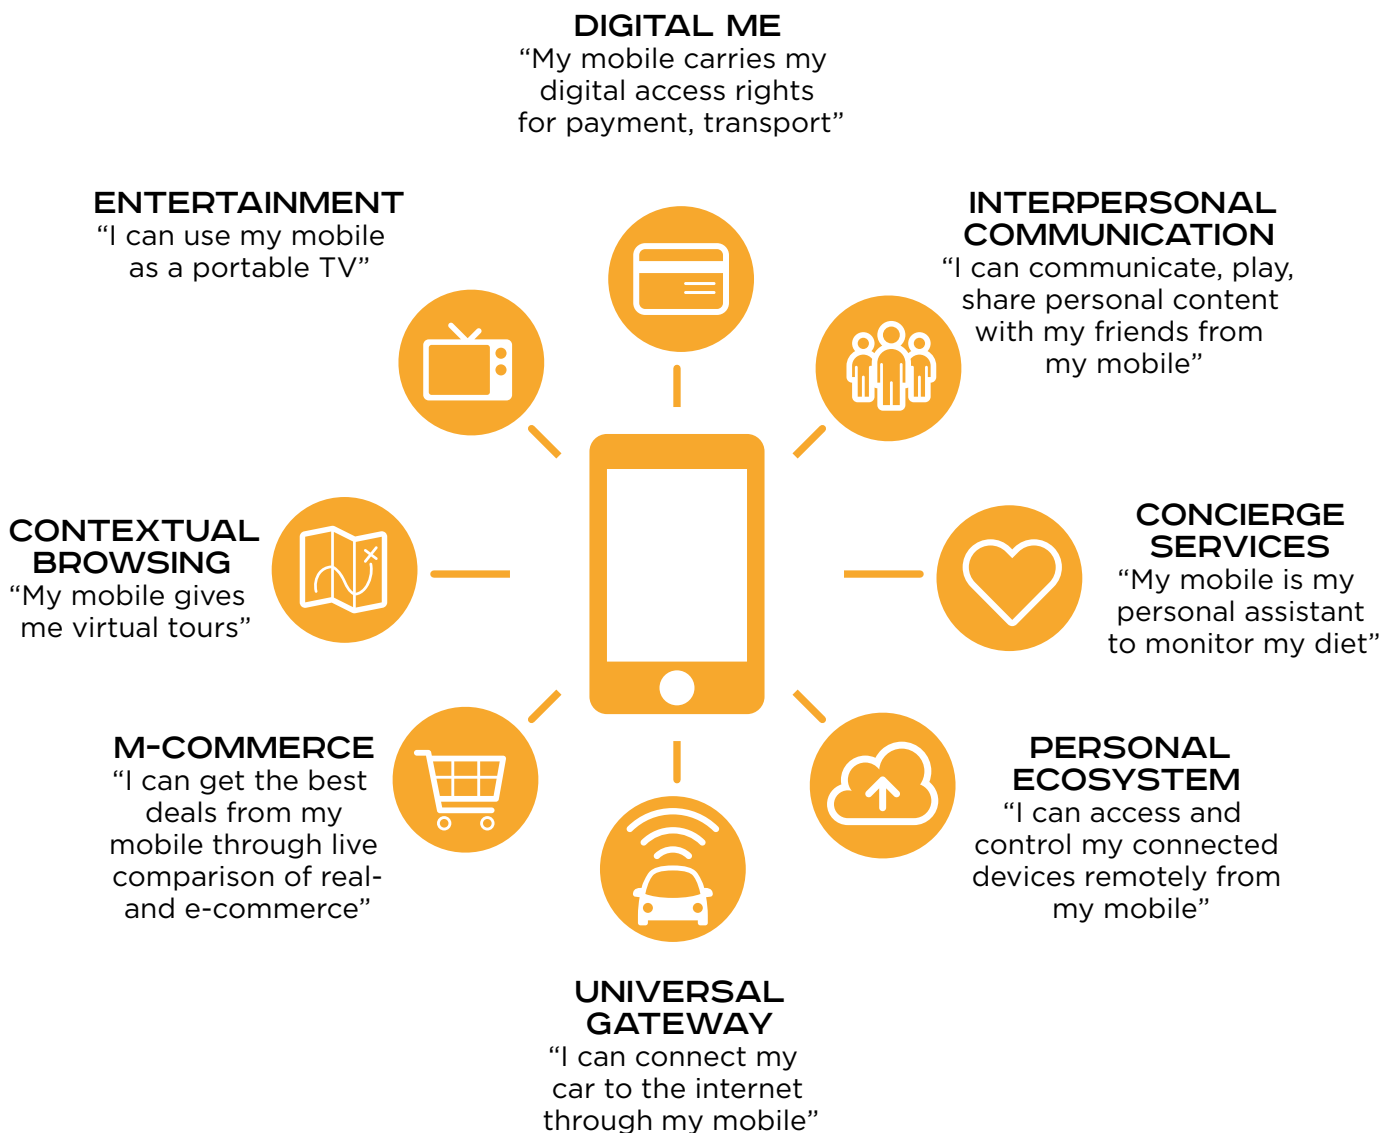 DIGITAL ME
“My mobile carries my
digital access rights
for payment, transport”
ENTERTAINMENT
“I can use my mobile
as a portable TV”
INTERPERSONAL
COMMUNICATION
“I can communicate, play,
share personal content
with my friends from
my mobile”
CONTEXTUAL
BROWSING
“My mobile gives
me virtual tours”
CONCIERGE
SERVICES
“My mobile is my
personal assistant
to monitor my diet”
M-COMMERCE
“I can get the best
deals from my
mobile through live
comparison of real-
and e-commerce”
PERSONAL
ECOSYSTEM
“I can access and
control my connected
devices remotely from
my mobile”
UNIVERSAL
GATEWAY
“I can connect my
car to the internet
through my mobile”